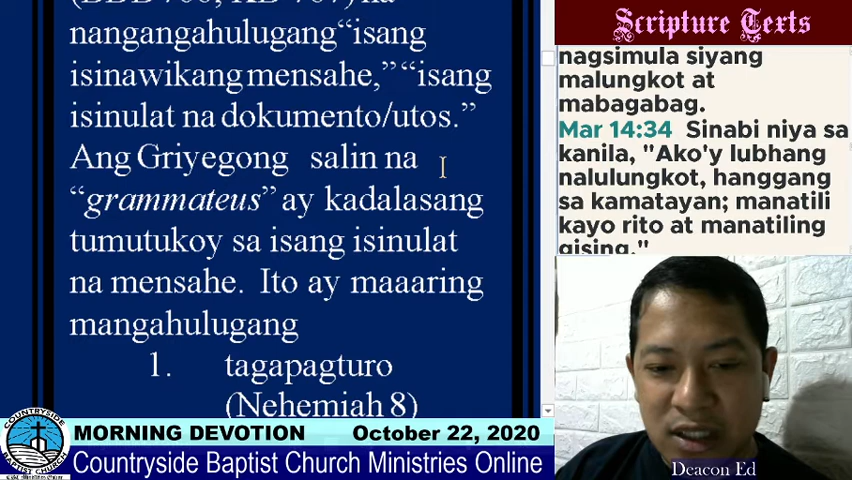 nangangahulugang“isang
isinawikang mensahe,” “isang
isinulat na dokumento/utos.”
Ang Griyegong salin na
“grammateus” ay kadalasang
tumutukoy sa isang isinulat
na mensahe. Ito ay maaaring
mangahulugang
1. tagapagturo
(Nehemiah 8)
Scripture Texts
nagsimula siyang
malungkot at
mabagabag.
Mar 14:34 Sinabi niya sa
kanila, "Ako'y lubhang
nalulungkot, hanggang
sa kamatayan; manatili
kayo rito at manatiling
gising."
Deacon Ed
COUNTRYSIDE
BAPTIST CHURCH
MORNING DEVOTION October 22, 2020
Countryside Baptist Church Ministries Online